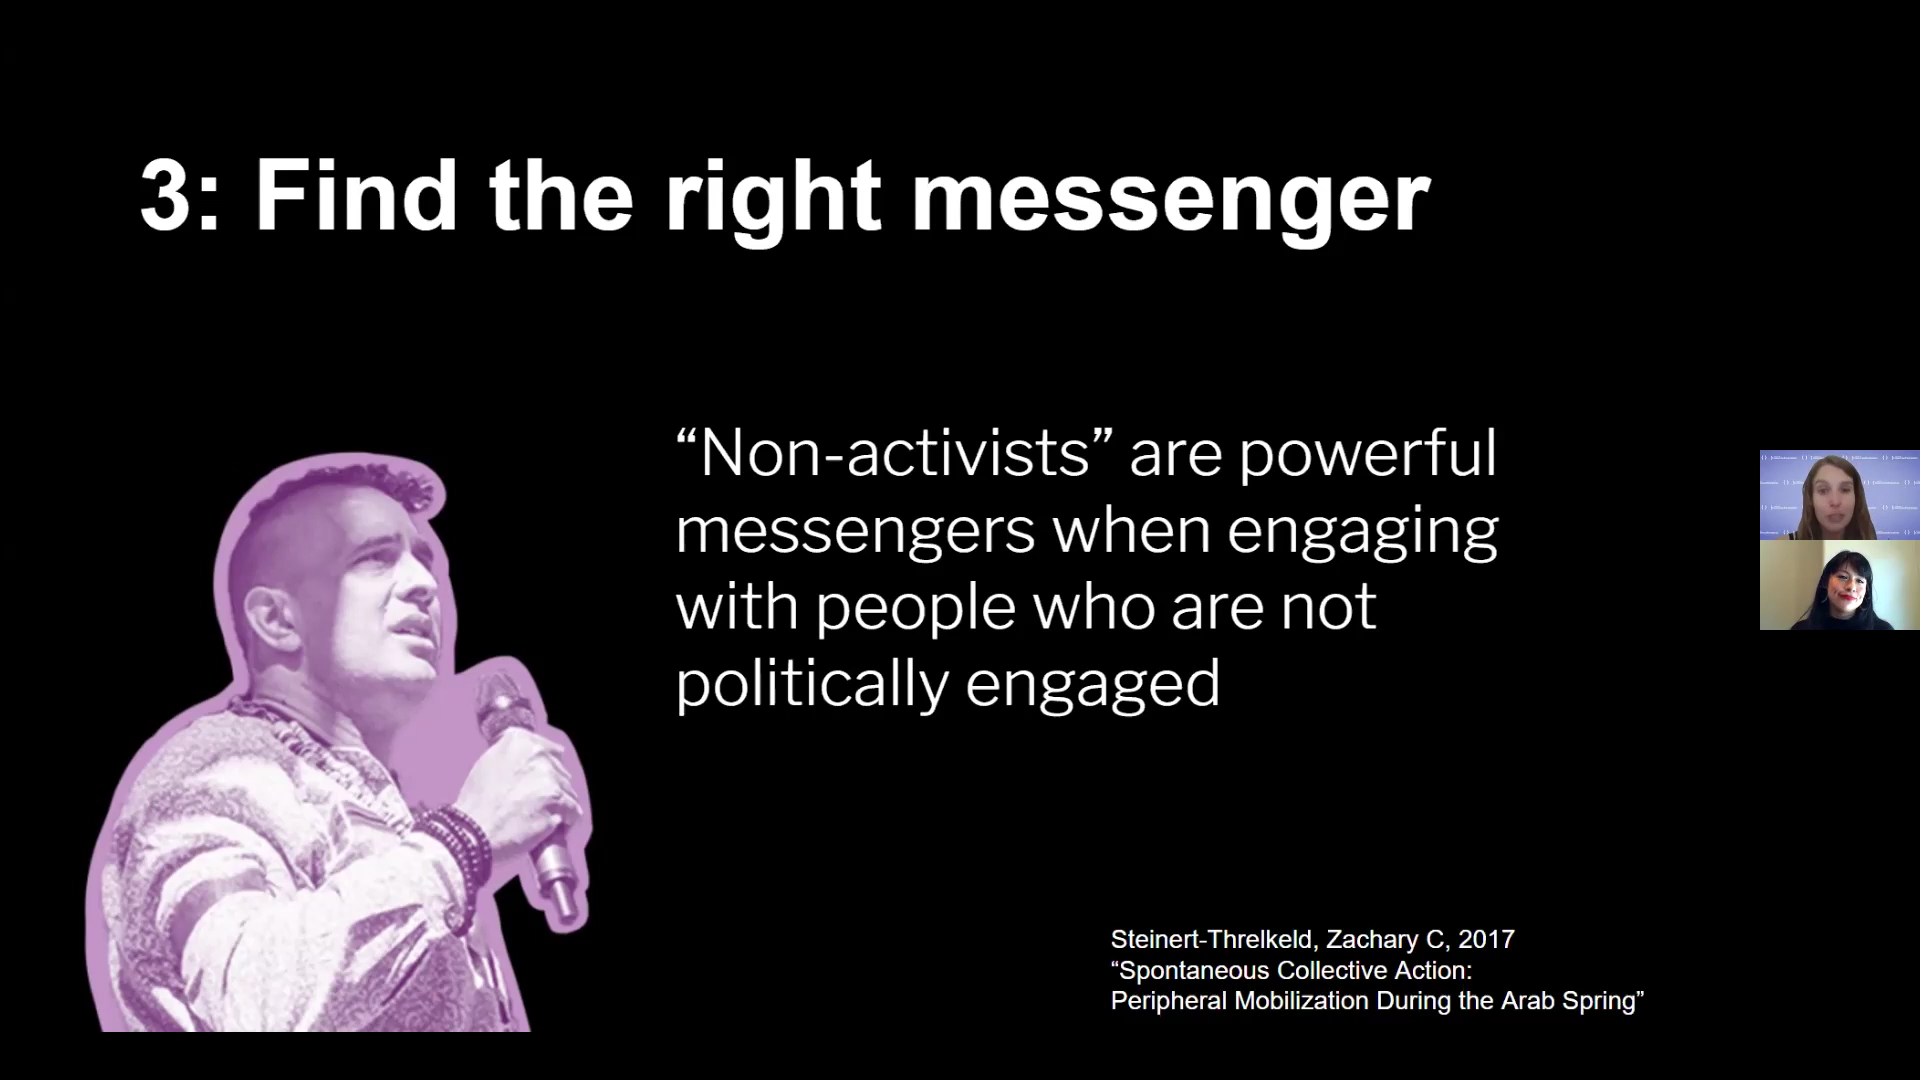 3: Find the right messenger
“Non-activists” are powerful
messengers when engaging
with people who are not
politically engaged
Steinert-Threlkeld, Zachary C, 2017
“Spontaneous Collective Action:
Peripheral Mobilization During the Arab Spring”